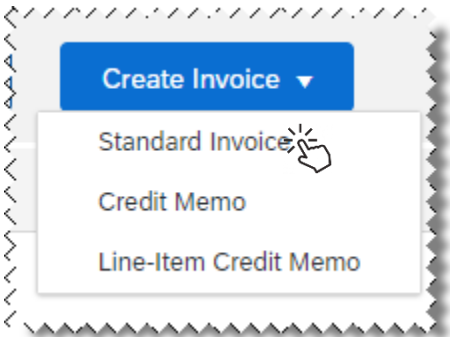 Create Invoice
Standard Invoice
Credit Memo
Line-Item Credit Memo